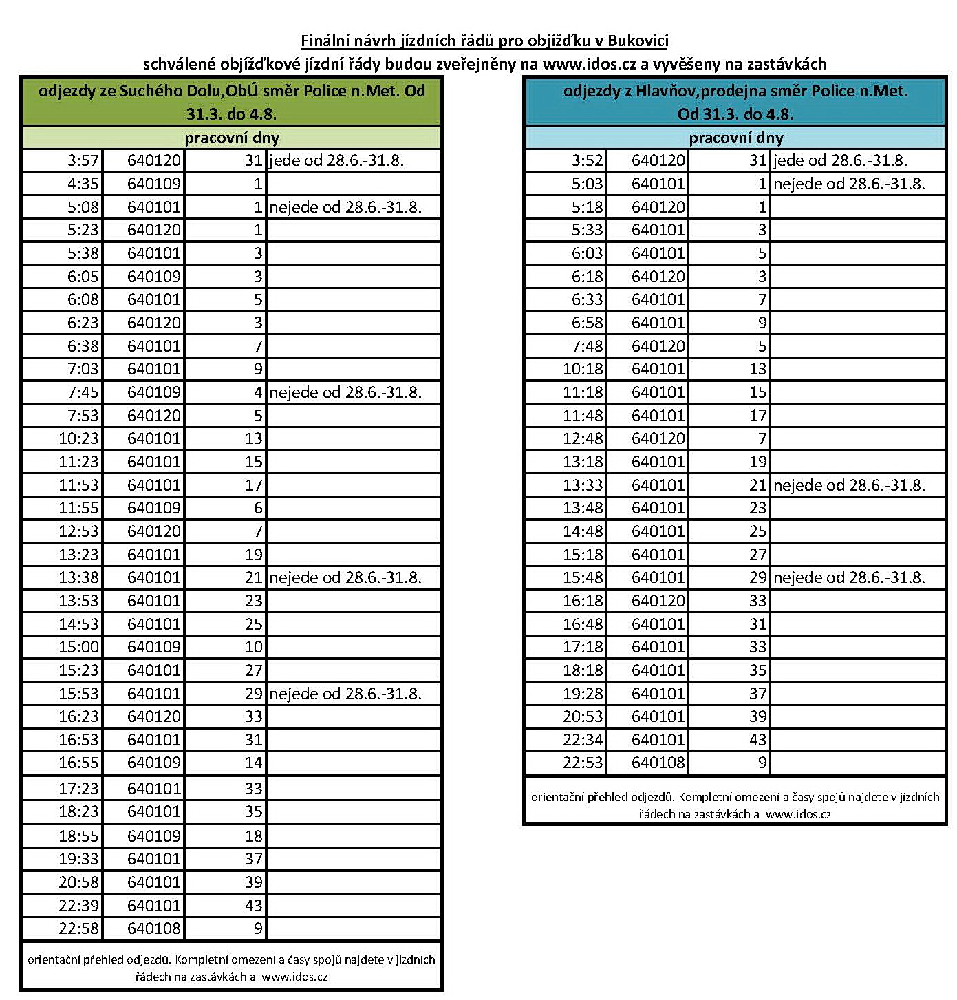 Finální návrh jízdních řádů pro objížďku v Bukovici
schválené objížďkové jízdní řády budou zveřejněny na www.idos.cz a vyvěšeny na zastávkách
odjezdy ze Suchého Dolu,ObÚ směr Police n.Met. Od
31.3. do 4.8.
pracovní dny
3:57 640120 31 jede od 28.6.-31.8.
4:35 640109 1
5:08 640101 1 nejede od 28.6.-31.8.
5:23 640120 1
5:38 640101 3
6:05 640109 3
6:08 640101 5
6:23 640120 3
6:38 640101 7
7:03 640101 9
7:45 640109 4 nejede od 28.6.-31.8.
7:53 640120 5
10:23 640101 13
11:23 640101 15
11:53 640101 17
11:55 640109 6
12:53 640120 7
13:23 640101 19
13:38 640101 21 nejede od 28.6.-31.8.
13:53 640101 23
14:53 640101 25
15:00 640109 10
15:23 640101 27
15:53 640101 29 nejede od 28.6.-31.8.
16:23 640120 33
16:53 640101 31
16:55 640109 14
17:23 640101 33
18:23 640101 35
18:55 640109 18
19:33 640101 37
20:58 640101 39
22:39 640101 43
22:58 640108 9
orientační přehled odjezdů. Kompletní omezení a časy spojů najdete v jízdních
řádech na zastávkách a www.idos.cz
odjezdy z Hlavňov,prodejna směr Police n.Met.
Od 31.3. do 4.8.
pracovní dny
3:52 640120 31 jede od 28.6.-31.8.
5:03 640101 1 nejede od 28.6.-31.8.
5:18 640120 1
5:33 640101 3
6:03 640101 5
6:18 640120 3
6:33 640101 7
6:58 640101 9
7:48 640120 5
10:18 640101 13
11:18 640101 15
11:48 640101 17
12:48 640120 7
13:18 640101 19
13:33 640101 21 nejede od 28.6.-31.8.
13:48 640101 23
14:48 640101 25
15:18 640101 27
15:48 640101 29 nejede od 28.6.-31.8.
16:18 640120 33
16:48 640101 31
17:18 640101 33
18:18 640101 35
19:28 640101 37
20:53 640101 39
22:34 640101 43
22:53 640108 9
orientační přehled odjezdů. Kompletní omezení a časy spojů najdete v jízdních
řádech na zastávkách a www.idos.cz